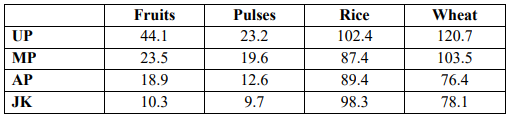 Fruits Pulses Rice Wheat
UP 44.1 23.2 102.4 120.7
MP 23.5 19.6 87.4 103.5
AP 18.9 12.6 89.4 76.4
JK 10.3 9.7 98.3 78.1